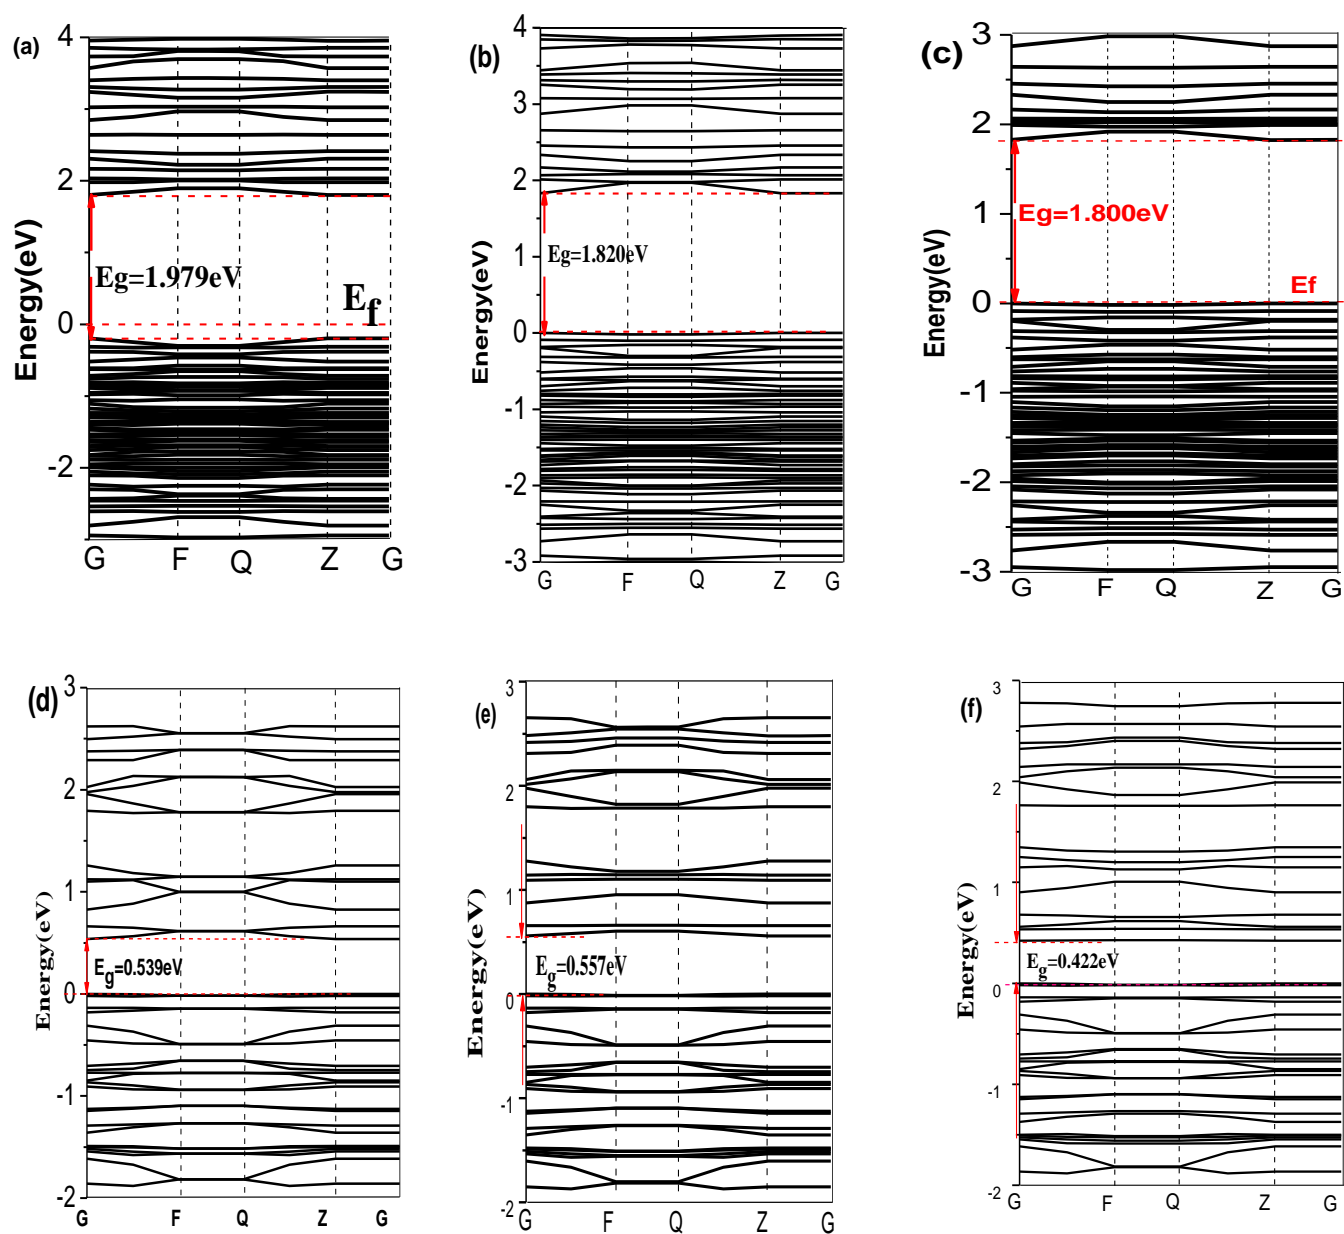 (a)
4
2
0
-2
Energy(eV)
Eg=1.979eV
Ef
G F Q Z G
(b)
4
3
2
1
0
-1
-2
-3
Energy(eV)
Eg=1.820eV
G F Q Z G
(c)
3
2
1
0
-1
-2
-3
Energy(eV)
Eg=1.800eV
Ef
G F Q Z G
(d)
3
2
1
0
-1
-2
Energy(eV)
Eg=0.539eV
G F Q Z G
(e)
3
2
1
0
-1
-2
Energy(eV)
Eg=0.557eV
G F Q Z G
(f)
3
2
1
0
-1
-2
Energy(eV)
Eg=0.422eV
G F Q Z G